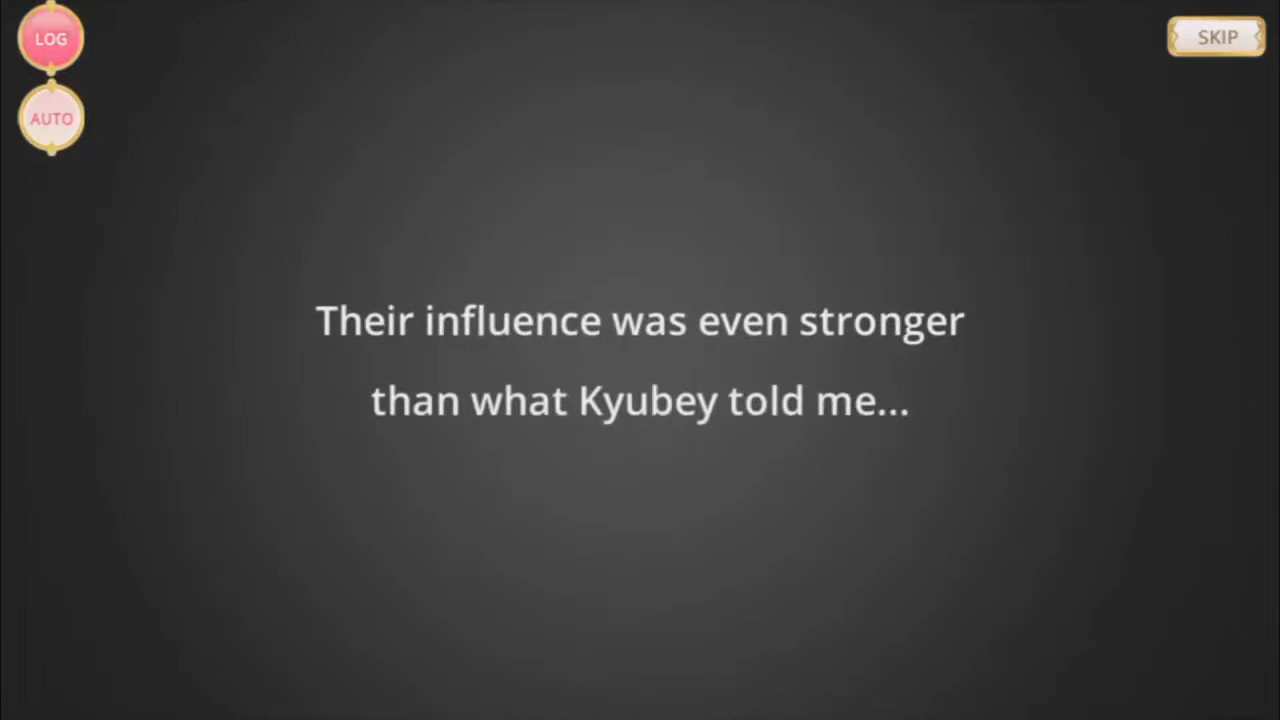 LOG
SKIP
AUTO
Their influence was even stronger
than what Kyubey told me...